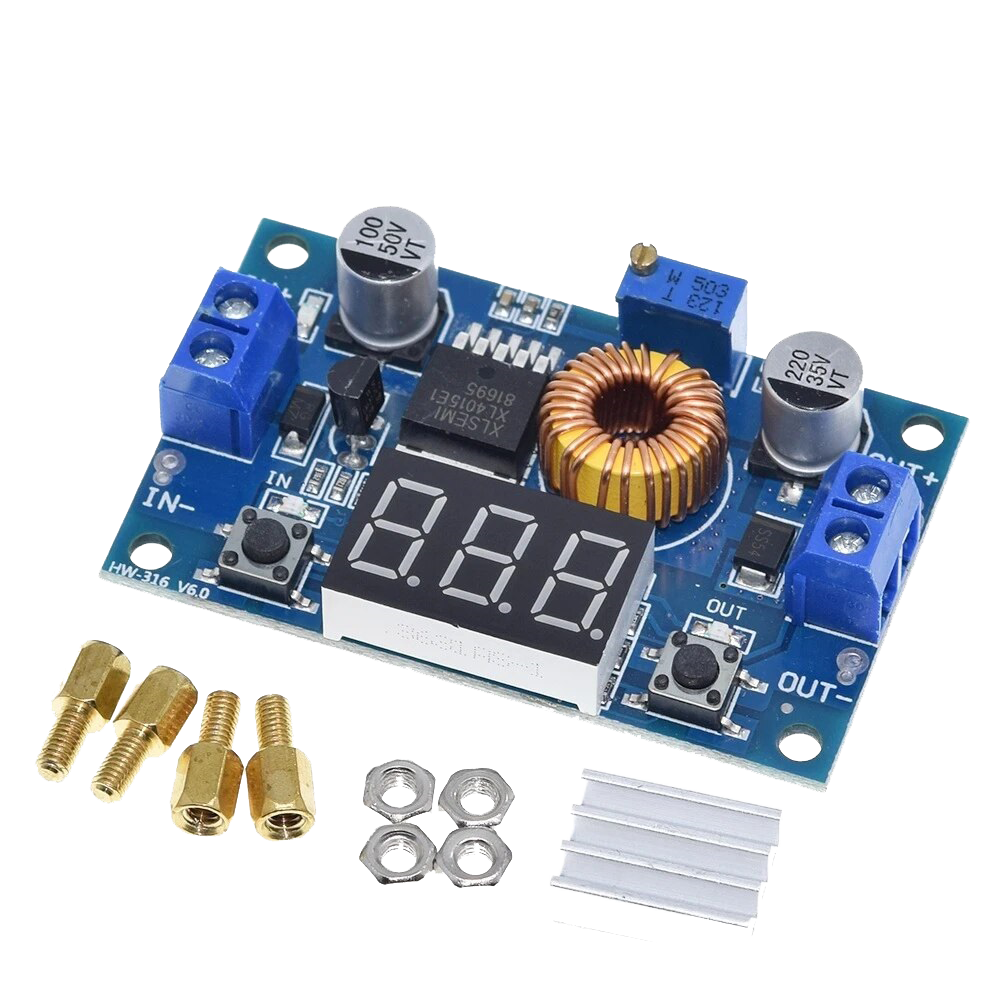 100
50V
VT
M T
503
123
XLSEMI
XL4015E1
81695
220
35V
VT
OUT+
IN
IN-
SS54
HW-316 V6.0
OUT
OUT-